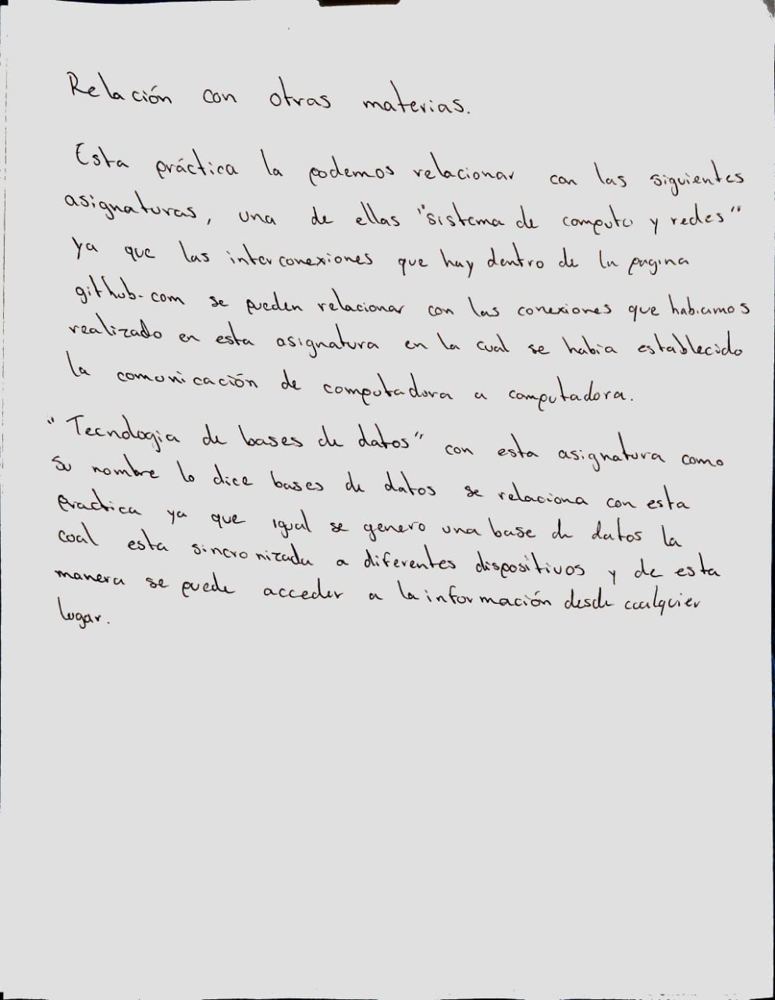 Relación con otras materias.
Esta práctica la podemos relacionar con las siguientes
asignaturas, una de ellas "sistema de computo y redes"
ya que las interconexiones que hay dentro de la pagina
github.com se pueden relacionar con las conexiones que habiamos
realizado en esta asignatura en la cual se habia establecido
la comunicación de computadora a computadora.
"Tecnologia de bases de datos" con esta asignatura como
su nombre lo dice bases de datos se relaciona con esta
practica ya que igual se genero una base de datos la
cual esta sincronizada a diferentes dispositivos y de esta
manera se puede acceder a la información desde cualquier
lugar.